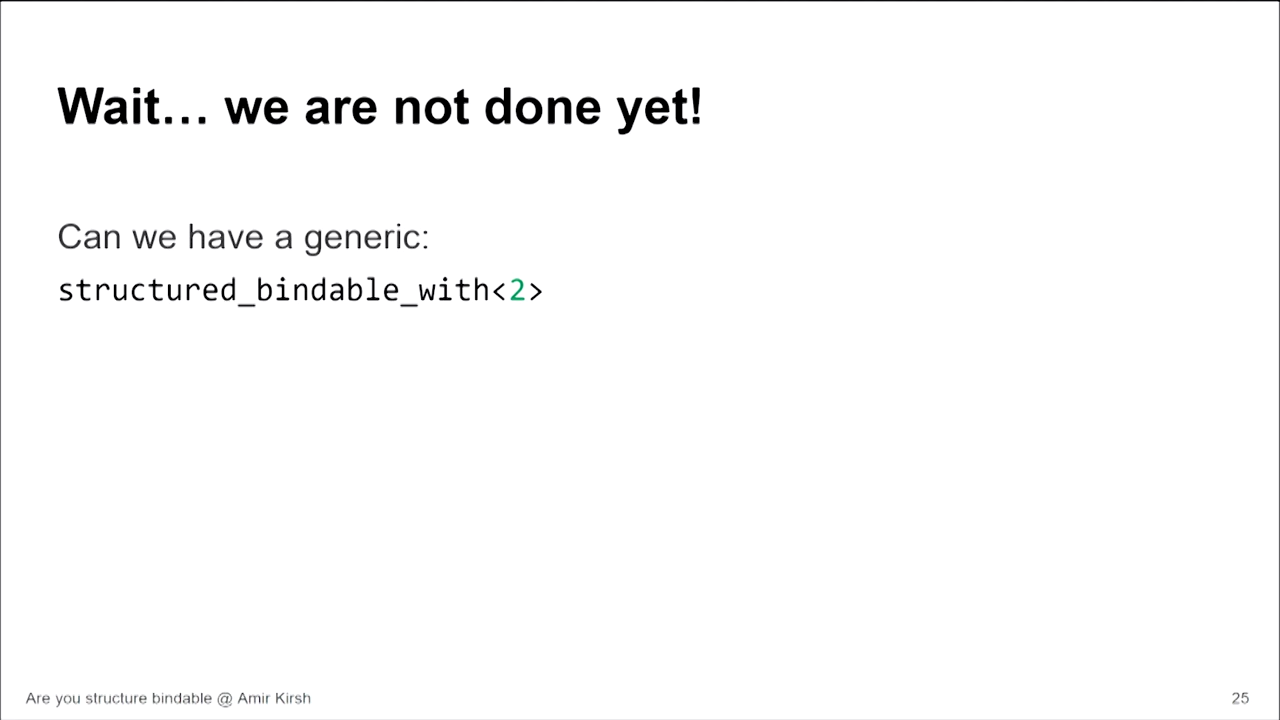 Wait… we are not done yet!
Can we have a generic:
structured_bindable_with<2>
Are you structure bindable @ Amir Kirsh
25